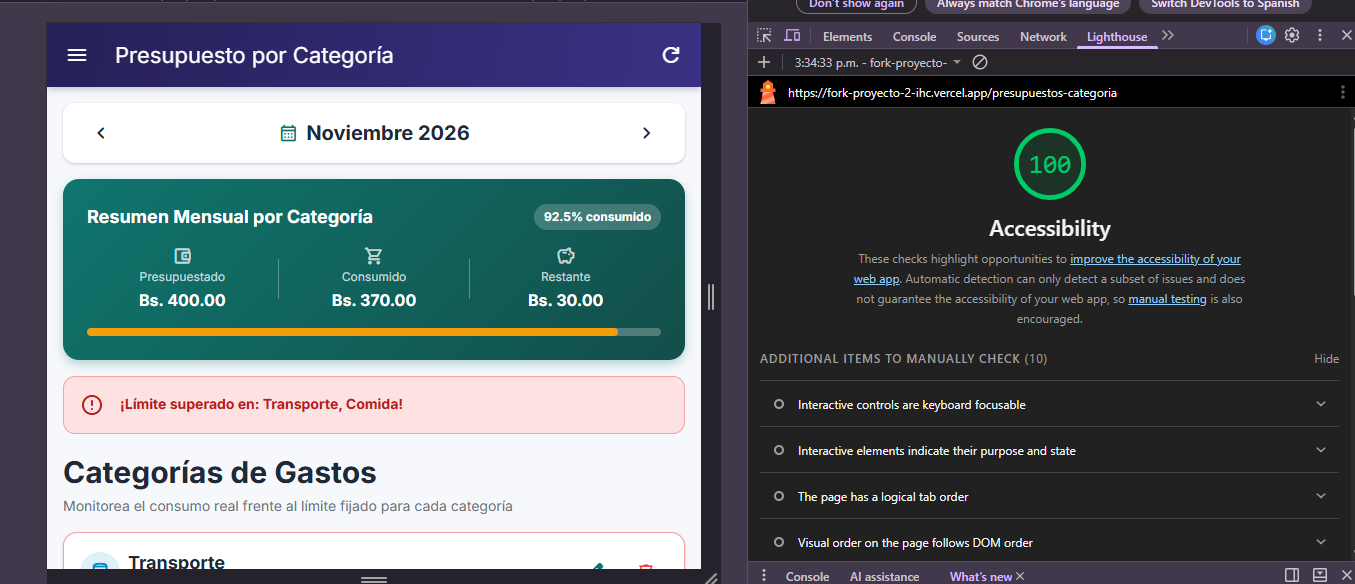 Don't show again
Always match Chrome's language
Switch DevTools to Spanish
Elements
Console
Sources
Network
Lighthouse
3:34:33 p.m. - fork-proyecto-
https://fork-proyecto-2-ihc.vercel.app/presupuestos-categoria
Presupuesto por Categoría
Noviembre 2026
Resumen Mensual por Categoría
92.5% consumido
Presupuestado
Consumido
Restante
Bs. 400.00
Bs. 370.00
Bs. 30.00
¡Límite superado en: Transporte, Comida!
Categorías de Gastos
Monitorea el consumo real frente al límite fijado para cada categoría
Transporte
100
Accessibility
These checks highlight opportunities to improve the accessibility of your
web app. Automatic detection can only detect a subset of issues and does
not guarantee the accessibility of your web app, so manual testing is also
encouraged.
ADDITIONAL ITEMS TO MANUALLY CHECK (10)
Hide
Interactive controls are keyboard focusable
Interactive elements indicate their purpose and state
The page has a logical tab order
Visual order on the page follows DOM order
Console
AI assistance
What's new